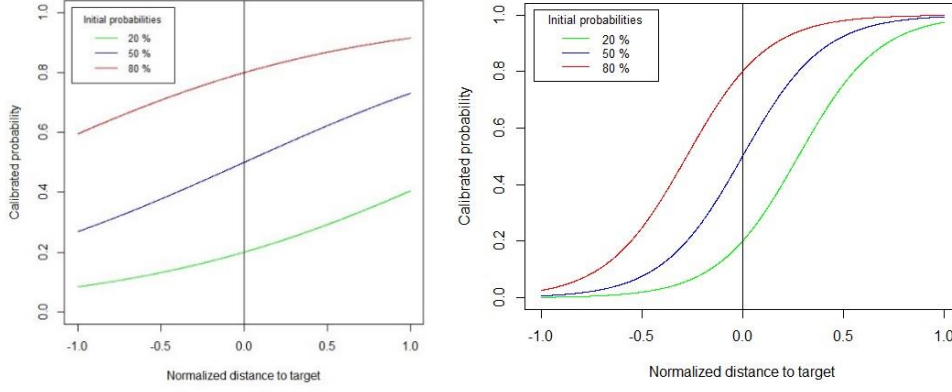 Initial probabilities
20 %
50 %
80 %
Calibrated probability
1.0
0.8
0.6
0.4
0.2
0.0
-1.0 -0.5 0.0 0.5 1.0
Normalized distance to target
Initial probabilities
20 %
50 %
80 %
Calibrated probability
1.0
0.8
0.6
0.4
0.2
0.0
-1.0 -0.5 0.0 0.5 1.0
Normalized distance to target